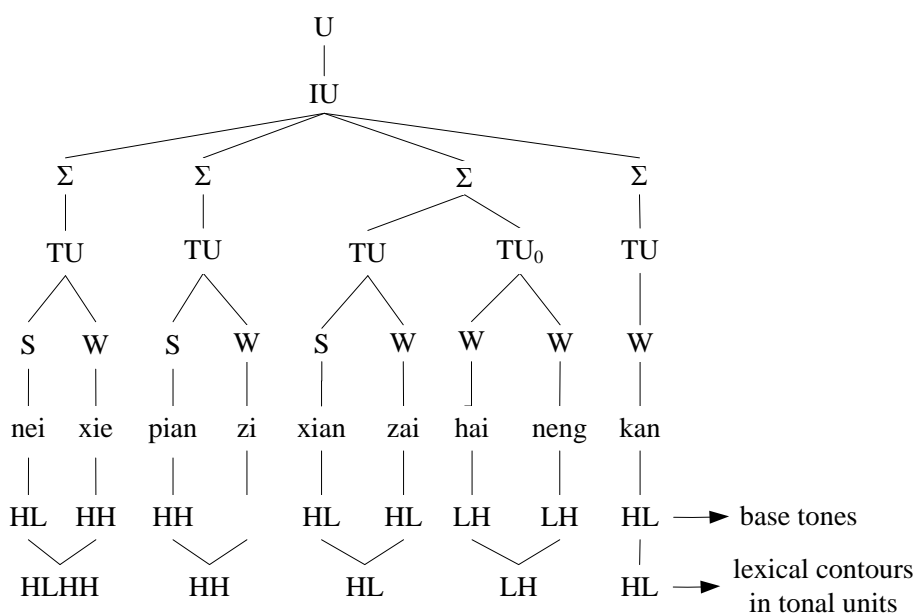 U
IU
Σ Σ Σ Σ
TU TU TU TU₀ TU
S W S W S W W W W
nei xie pian zi xian zai hai neng kan
HL HH HH HL HL LH LH HL base tones
HLHH HH HL LH HL lexical contours
in tonal units